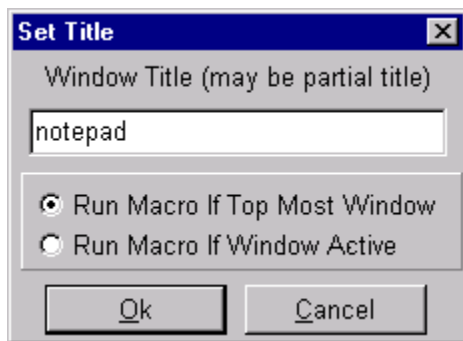 Set Title
Window Title (may be partial title)
notepad
Run Macro If Top Most Window
Run Macro If Window Active
Ok
Cancel